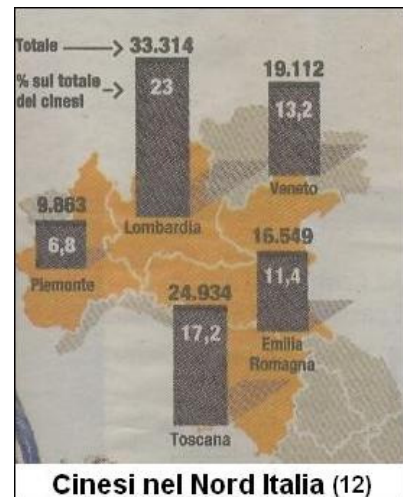 Totale 33.314
% sul totale dei cinesi
23
19.112
13,2
Veneto
Lombardia
9.863
6,8
Piemonte
16.549
11,4
Emilia
Romagna
24.934
17,2
Toscana
Cinesi nel Nord Italia (12)